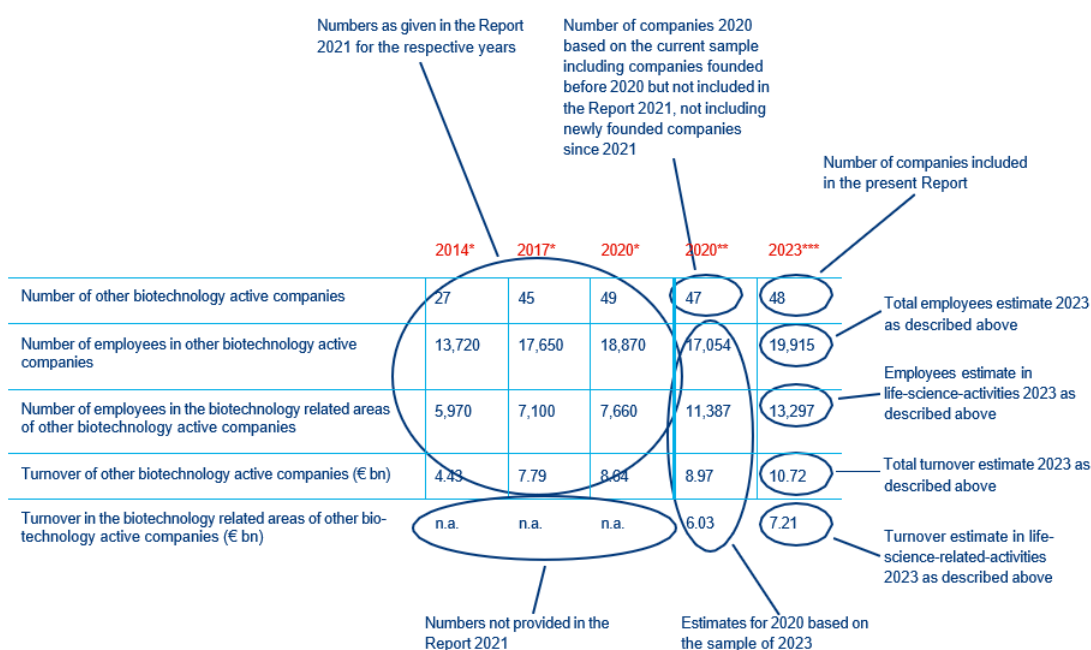 Numbers as given in the Report
2021 for the respective years
Number of companies 2020
based on the current sample
including companies founded
before 2020 but not included in
the Report 2021, not including
newly founded companies
since 2021
Number of companies included
in the present Report
2014* 2017* 2020* 2020** 2023***
Number of other biotechnology active companies 27 45 49 47 48
Total employees estimate 2023
as described above
Number of employees in other biotechnology active
companies 13,720 17,650 18,870 17,054 19,915
Employees estimate in
life-science-activities 2023 as
described above
Number of employees in the biotechnology related areas
of other biotechnology active companies 5,970 7,100 7,660 11,387 13,297
Total turnover estimate 2023 as
described above
Turnover of other biotechnology active companies (€ bn) 4.43 7.79 8.64 8.97 10.72
Turnover in the biotechnology related areas of other bio-
technology active companies (€ bn) n.a. n.a. n.a. 6.03 7.21
Turnover estimate in life-
science-related-activities
2023 as described above
Numbers not provided in the
Report 2021
Estimates for 2020 based on
the sample of 2023